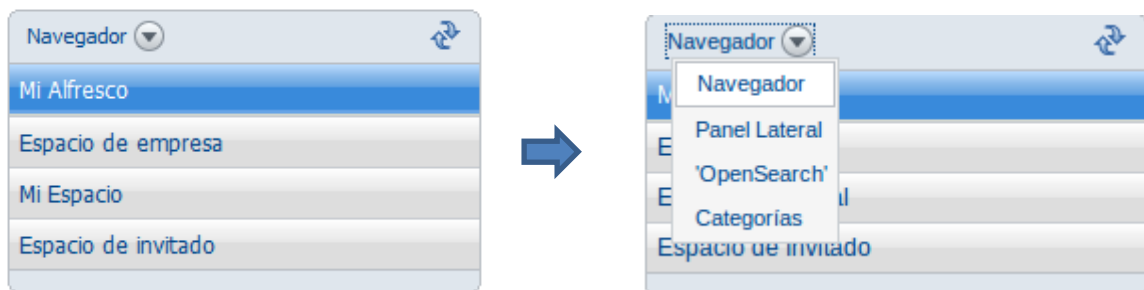 Navegador
Mi Alfresco
Espacio de empresa
Mi Espacio
Espacio de invitado
Navegador
Navegador
Panel Lateral
'OpenSearch'
Categorías
Espacio de invitado